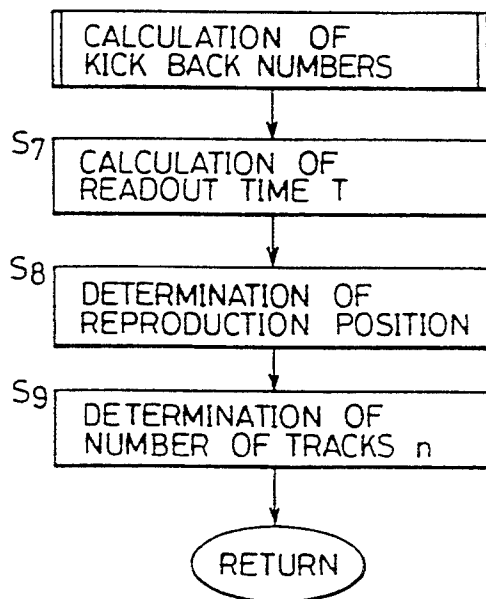 CALCULATION OF
KICK BACK NUMBERS
S7
CALCULATION OF
READOUT TIME T
S8
DETERMINATION OF
REPRODUCTION POSITION
S9
DETERMINATION OF
NUMBER OF TRACKS n
RETURN